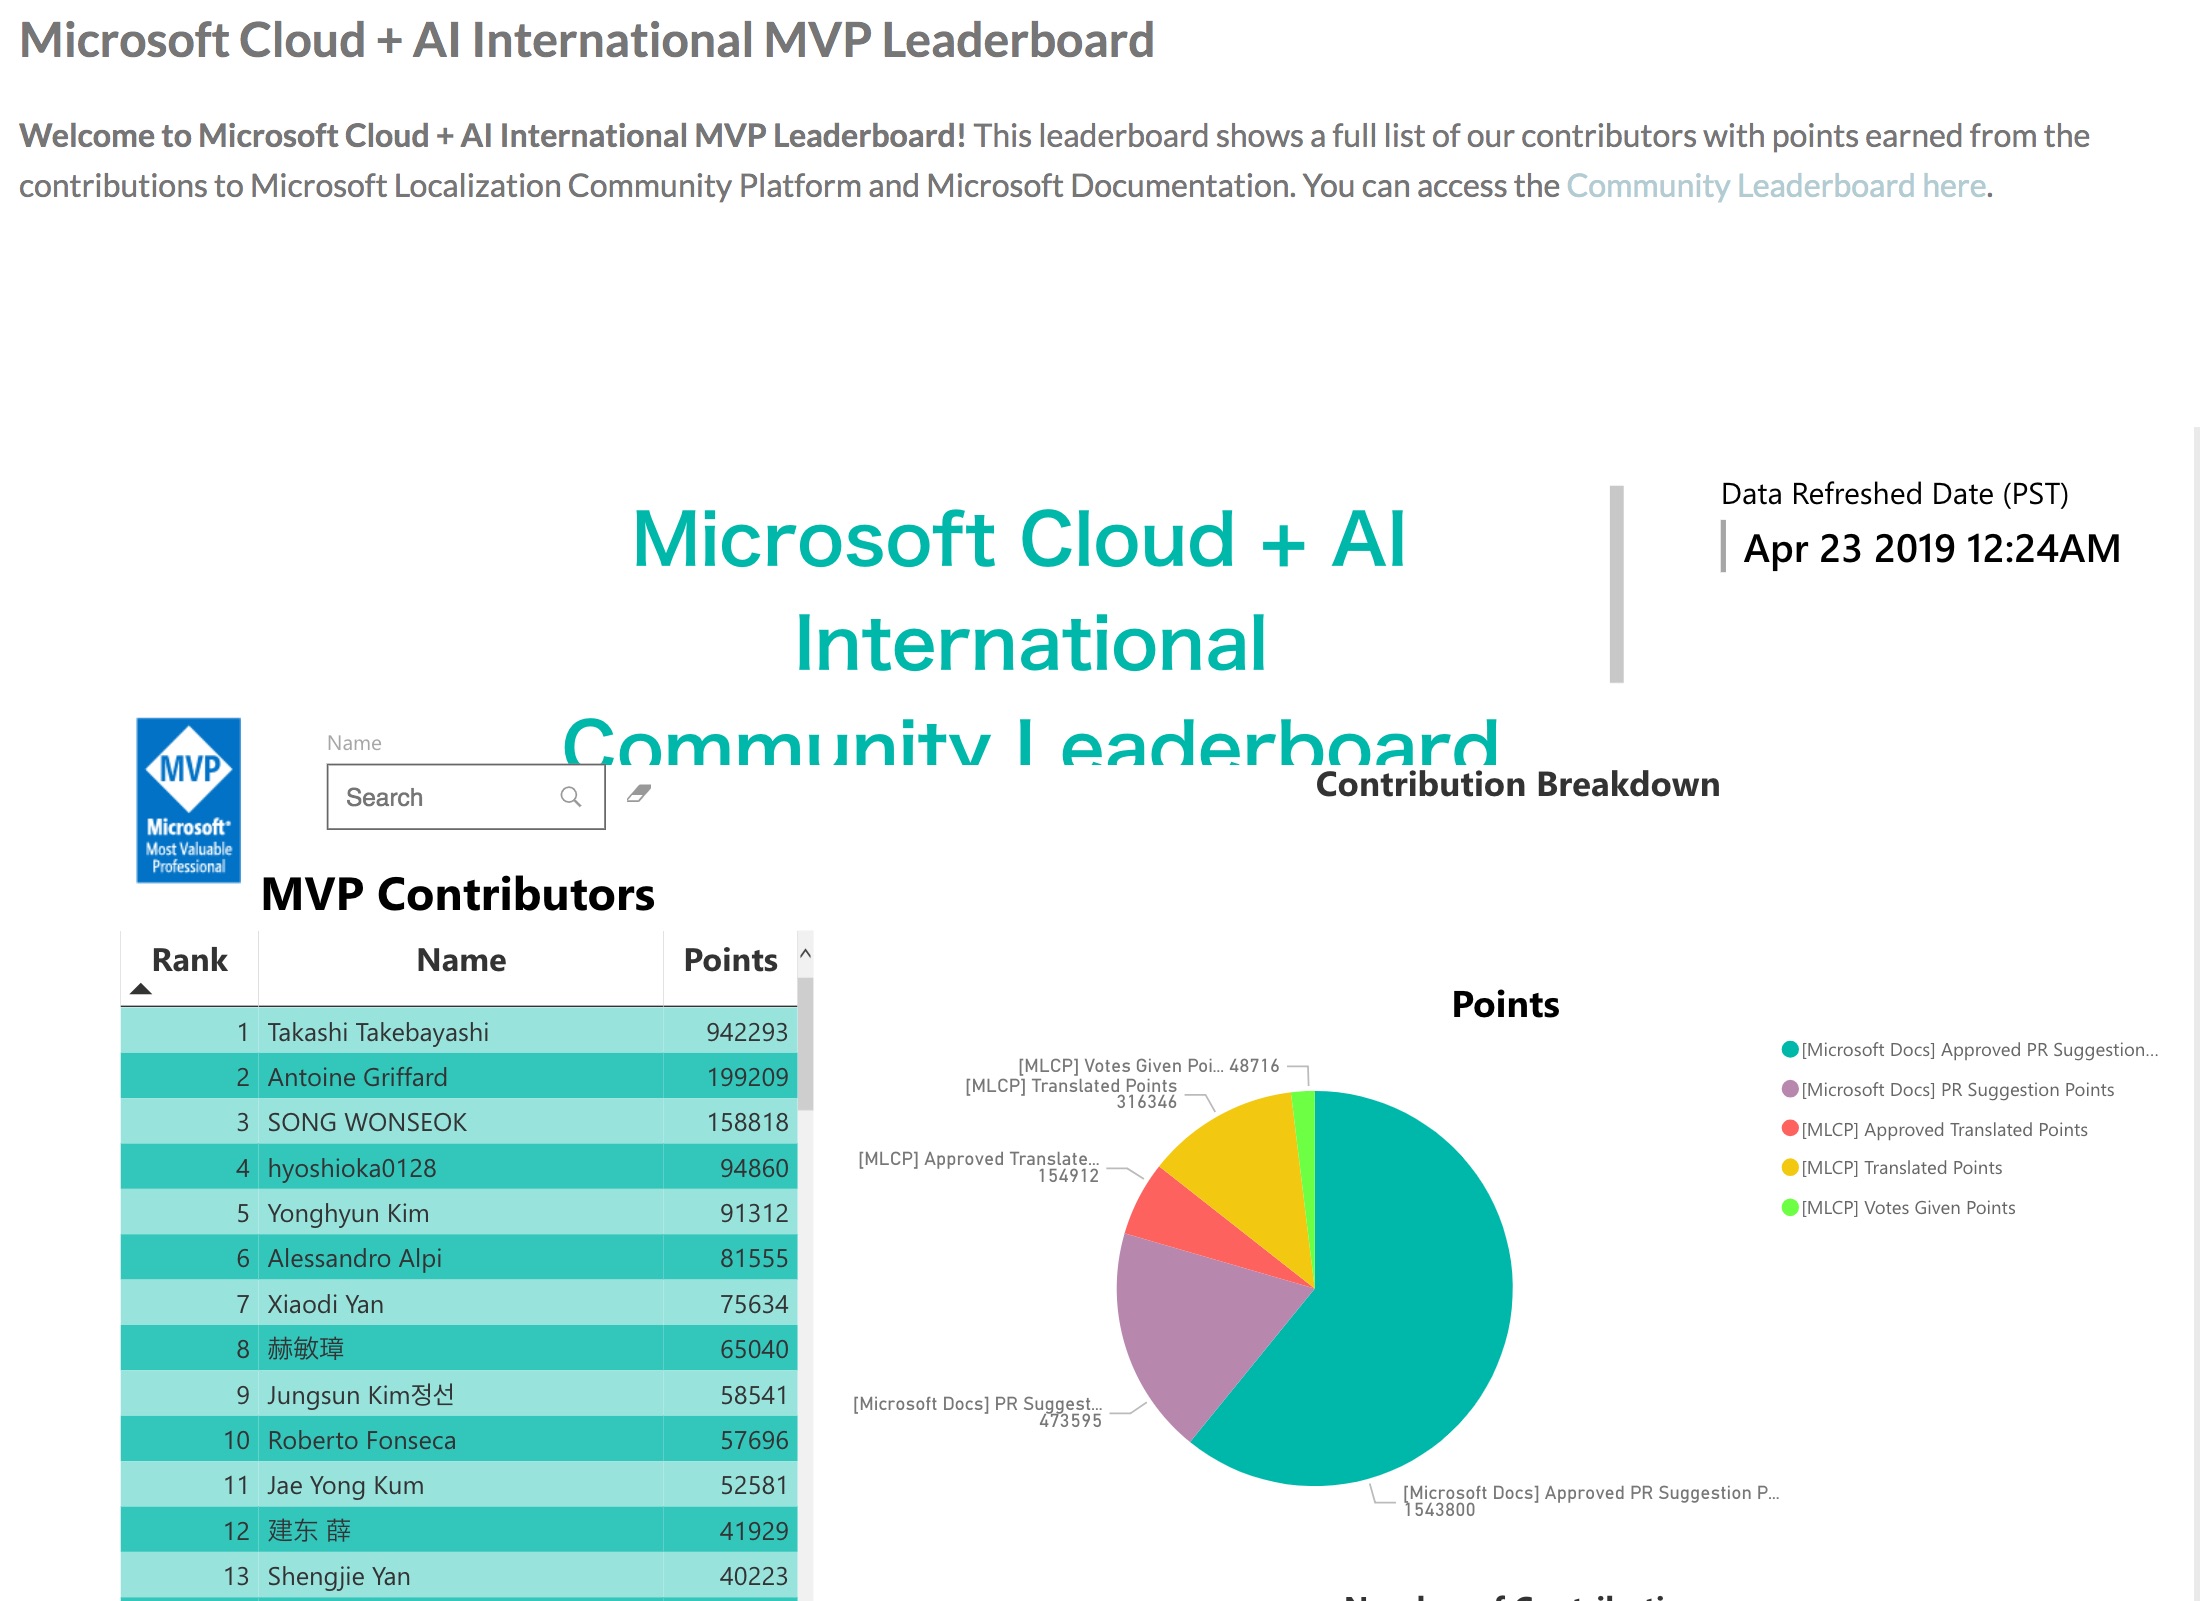 Microsoft Cloud + AI International MVP Leaderboard
Welcome to Microsoft Cloud + AI International MVP Leaderboard! This leaderboard shows a full list of our contributors with points earned from the
contributions to Microsoft Localization Community Platform and Microsoft Documentation. You can access the Community Leaderboard here.
Microsoft Cloud + AI
International
Community Leaderboard
Data Refreshed Date (PST)
Apr 23 2019 12:24AM
MVP
Microsoft®
Most Valuable
Professional
Name
Search
Contribution Breakdown
MVP Contributors
Rank Name Points
1 Takashi Takebayashi 942293
2 Antoine Griffard 199209
3 SONG WONSEOK 158818
4 hyoshioka0128 94860
5 Yonghyun Kim 91312
6 Alessandro Alpi 81555
7 Xiaodi Yan 75634
8 赫敏璋 65040
9 Jungsun Kim정선 58541
10 Roberto Fonseca 57696
11 Jae Yong Kum 52581
12 建东 薛 41929
13 Shengjie Yan 40223
Points
[MLCP] Votes Given Poi... 48716
[MLCP] Translated Points
316346
[MLCP] Approved Translate...
154912
[Microsoft Docs] PR Suggest...
473595
[Microsoft Docs] Approved PR Suggestion P...
1543800
[Microsoft Docs] Approved PR Suggestion...
[Microsoft Docs] PR Suggestion Points
[MLCP] Approved Translated Points
[MLCP] Translated Points
[MLCP] Votes Given Points